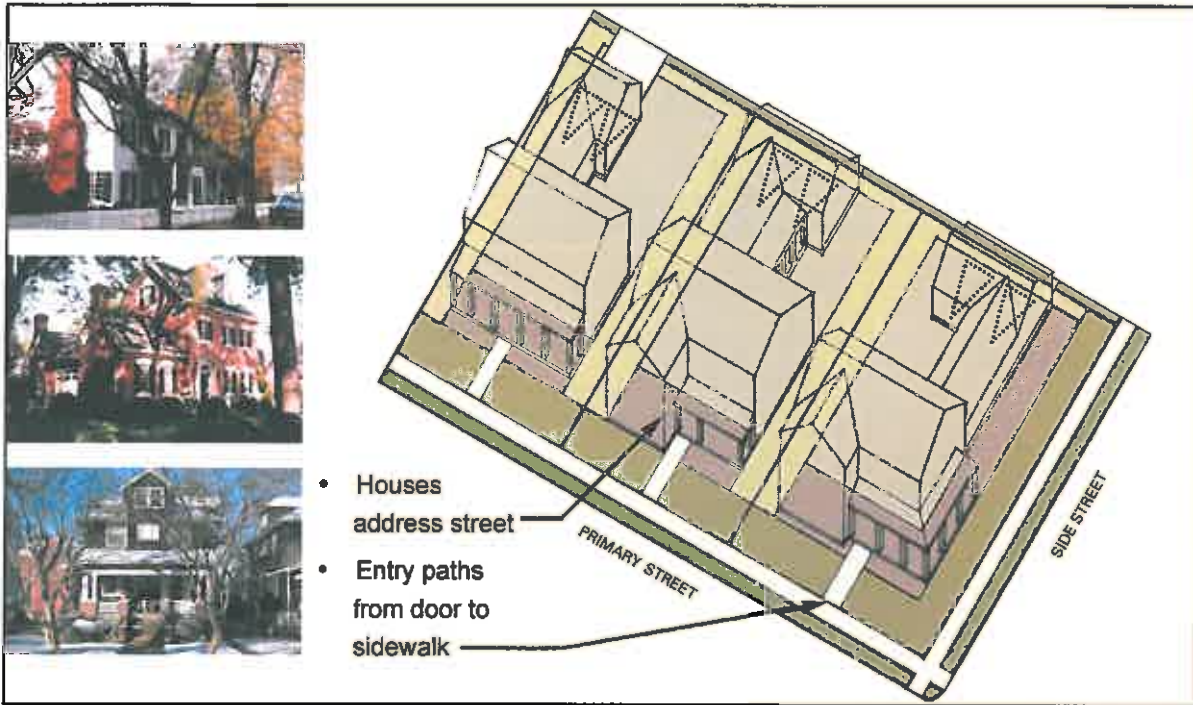 • Houses
address street
• Entry paths
from door to
sidewalk
PRIMARY STREET
SIDE STREET